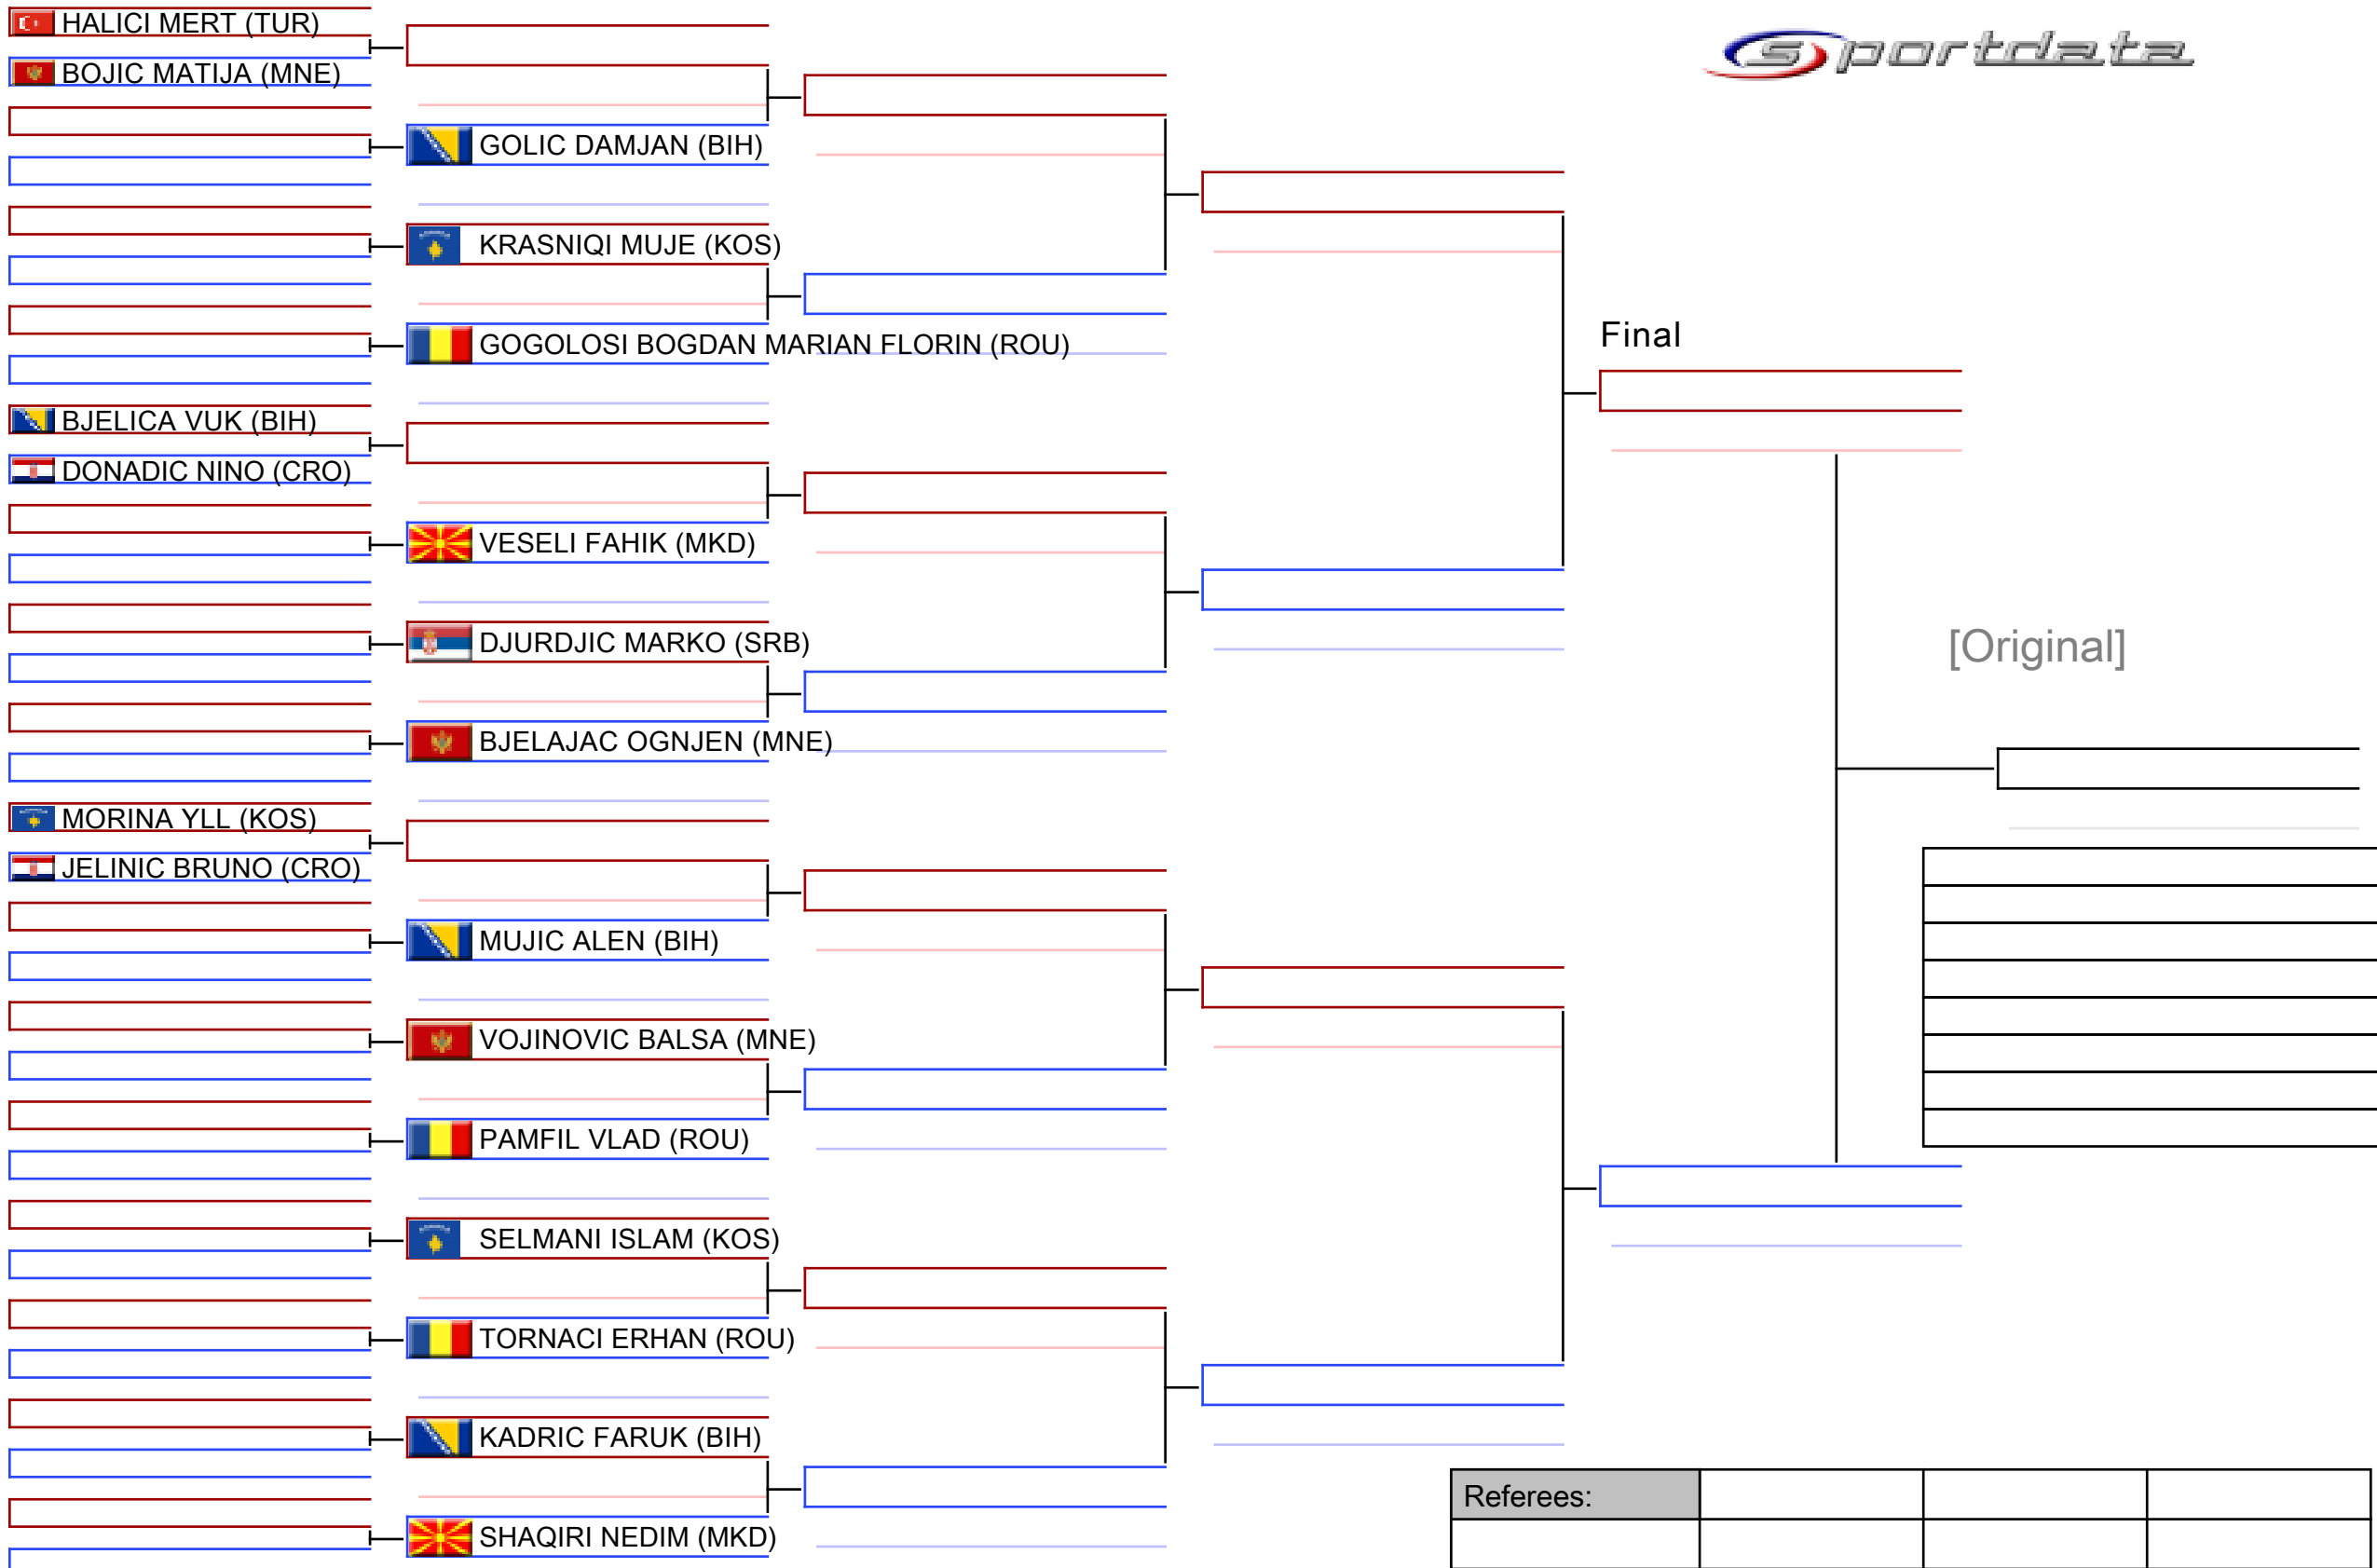 HALICI MERT (TUR)
sportdata
BOJIC MATIJA (MNE)
GOLIC DAMJAN (BIH)
KRASNIQI MUJE (KOS)
GOGOLOSI BOGDAN MARIAN FLORIN (ROU)
Final
BJELICA VUK (BIH)
DONADIC NINO (CRO)
VESELI FAHIK (MKD)
DJURDJIC MARKO (SRB)
[Original]
BJELAJAC OGNJEN (MNE)
MORINA YLL (KOS)
JELINIC BRUNO (CRO)
MUJIC ALEN (BIH)
VOJINOVIC BALSA (MNE)
PAMFIL VLAD (ROU)
SELMANI ISLAM (KOS)
TORNACI ERHAN (ROU)
KADRIC FARUK (BIH)
Referees:
SHAQIRI NEDIM (MKD)